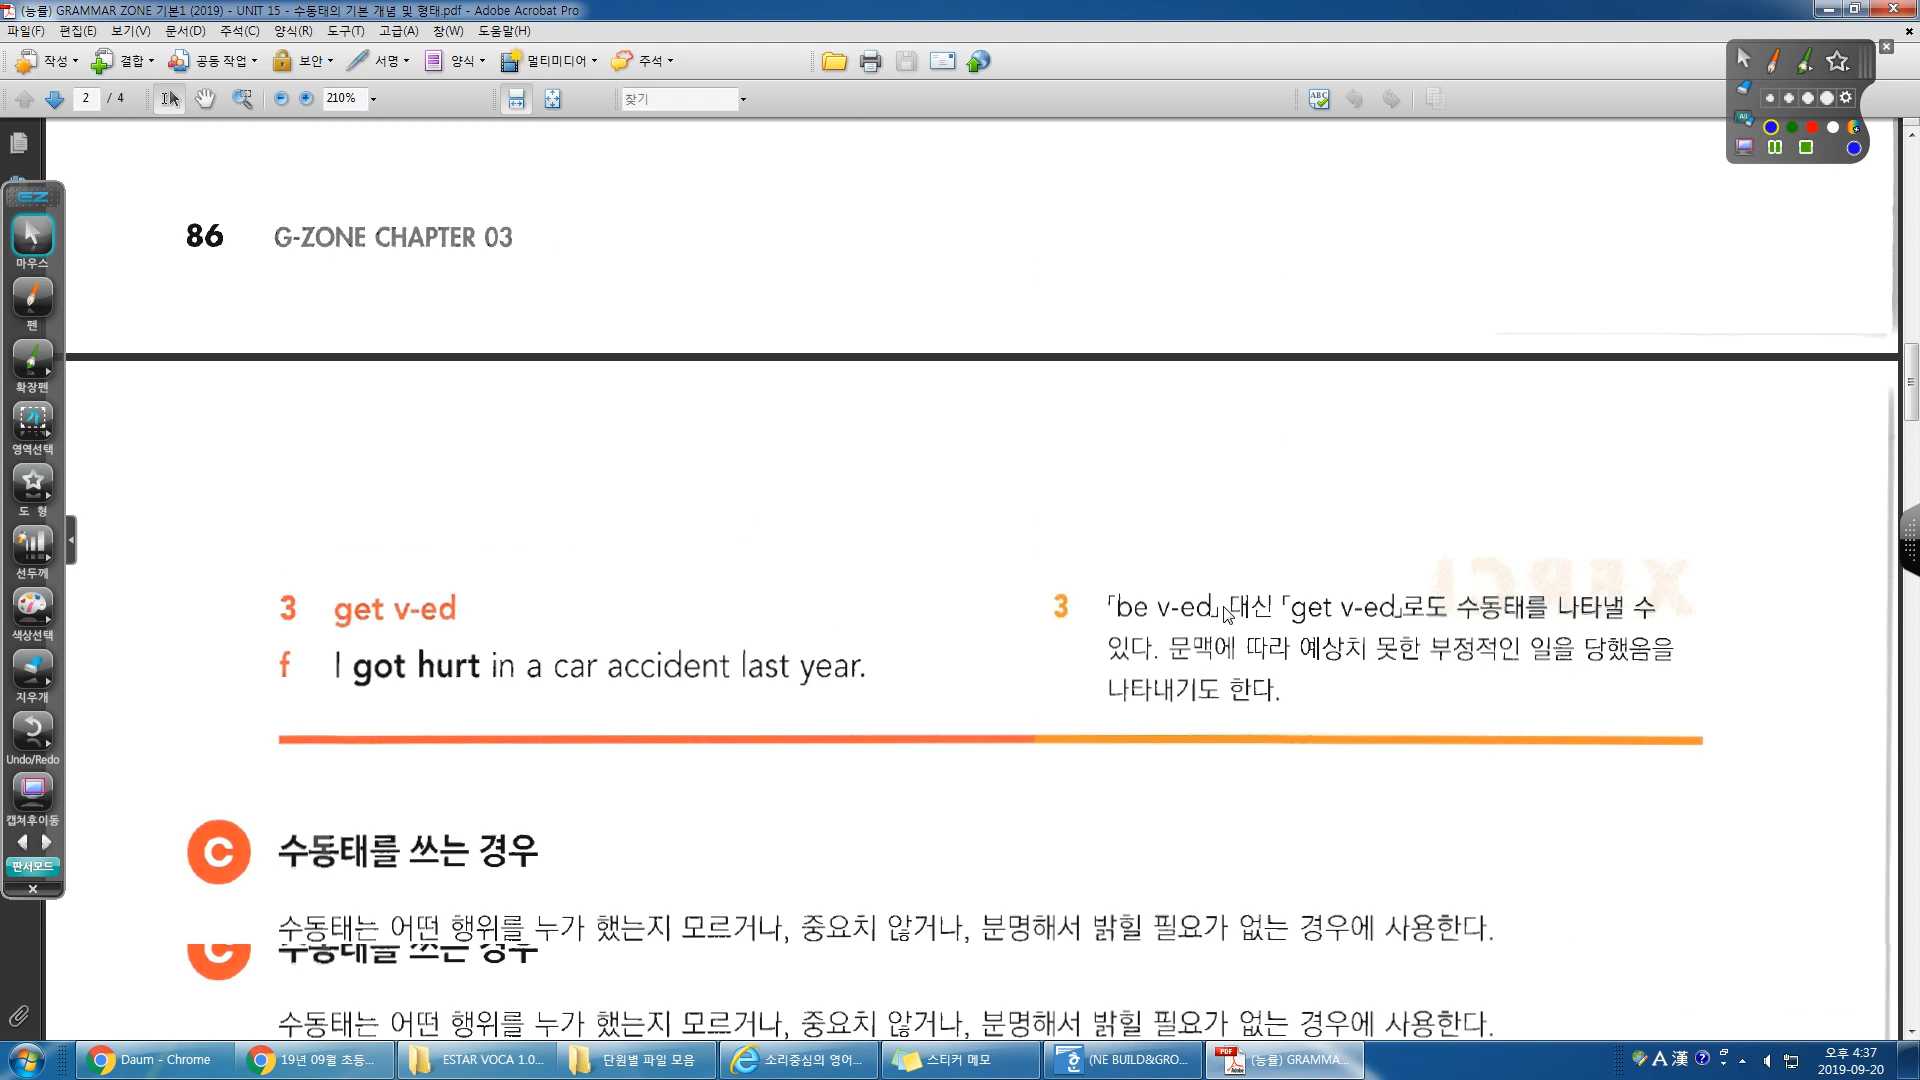 (능률) GRAMMAR ZONE 기본1 (2019) - UNIT 15 - 수동태의 기본 개념 및 형태.pdf - Adobe Acrobat Pro
파일(F) 편집(E) 보기(V) 문서(D) 주석(C) 양식(R) 도구(T) 고급(A) 창(W) 도움말(H)
작성 결합 공동 작업 보안 서명 양식 멀티미디어 주석
2 / 4 210% 찾기
86 G-ZONE CHAPTER 03
마우스
펜
확장펜
영역선택
도 형
선두께
색상선택
지우개
Undo/Redo
캡쳐후이동
판서모드
3 get v-ed
f I got hurt in a car accident last year.
3 「be v-ed」 대신 「get v-ed」로도 수동태를 나타낼 수
있다. 문맥에 따라 예상치 못한 부정적인 일을 당했음을
나타내기도 한다.
C 수동태를 쓰는 경우
수동태는 어떤 행위를 누가 했는지 모르거나, 중요치 않거나, 분명해서 밝힐 필요가 없는 경우에 사용한다.
C 수동태를 쓰는 경우
수동태는 어떤 행위를 누가 했는지 모르거나, 중요치 않거나, 분명해서 밝힐 필요가 없는 경우에 사용한다.
Daum - Chrome 19년 09월 초등... ESTAR VOCA 1.0... 단원별 파일 모음 소리중심의 영어... 스티커 메모 (NE BUILD&GRO... (능률) GRAMMA...
A 漢
오후 4:37
2019-09-20